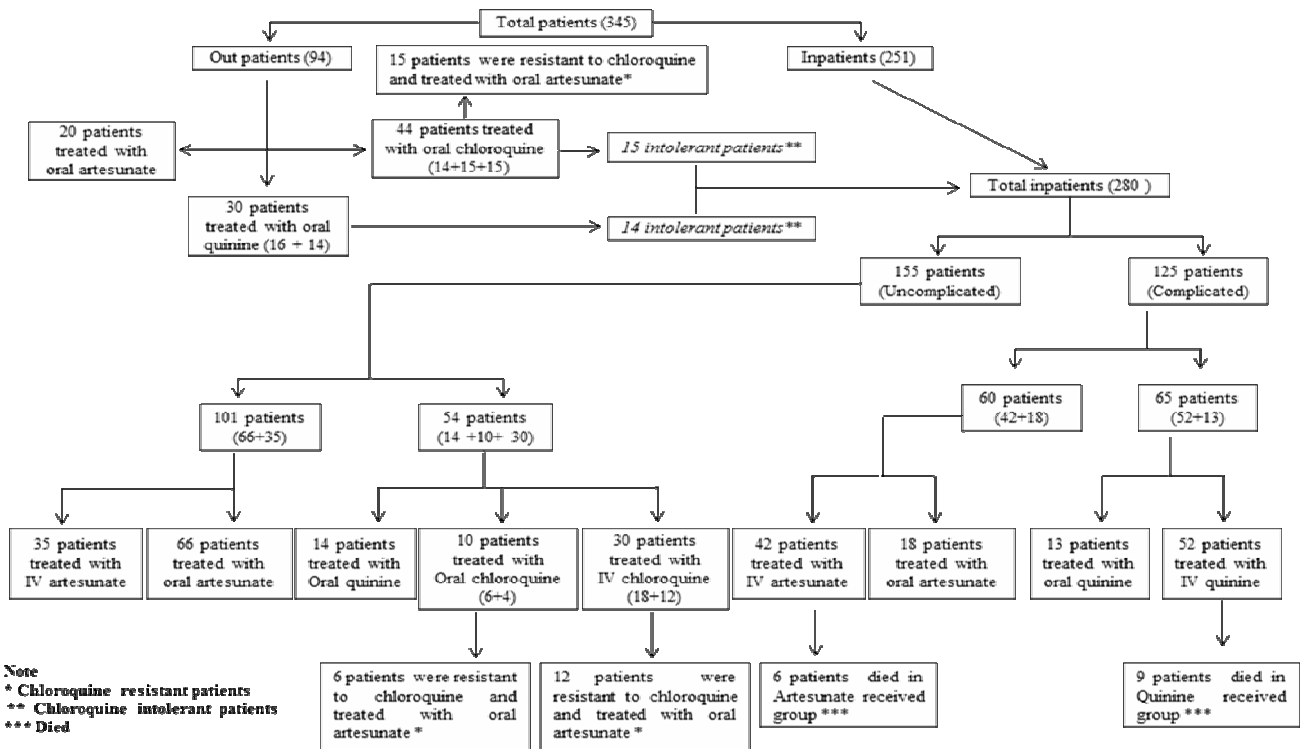 Total patients (345)
Out patients (94)
15 patients were resistant to chloroquine
and treated with oral artesunate*
Inpatients (251)
20 patients
treated with
oral artesunate
44 patients treated
with oral chloroquine
(14+15+15)
15 intolerant patients**
Total inpatients (280 )
30 patients
treated with oral
quinine (16 + 14)
14 intolerant patients**
155 patients
(Uncomplicated)
125 patients
(Complicated)
101 patients
(66+35)
54 patients
(14 +10+ 30)
60 patients
(42+18)
65 patients
(52+13)
35 patients
treated with
IV artesunate
66 patients
treated with
oral artesunate
14 patients
treated with
Oral quinine
10 patients
treated with
Oral chloroquine
(6+4)
30 patients
treated with
IV chloroquine
(18+12)
42 patients
treated with
IV artesunate
18 patients
treated with
oral artesunate
13 patients
treated with
oral quinine
52 patients
treated with
IV quinine
6 patients were resistant
to chloroquine and
treated with oral
artesunate *
12 patients were
resistant to chloroquine
and treated with oral
artesunate *
6 patients died in
Artesunate received
group ***
9 patients died in
Quinine received
group ***
Note
* Chloroquine resistant patients
** Chloroquine intolerant patients
*** Died